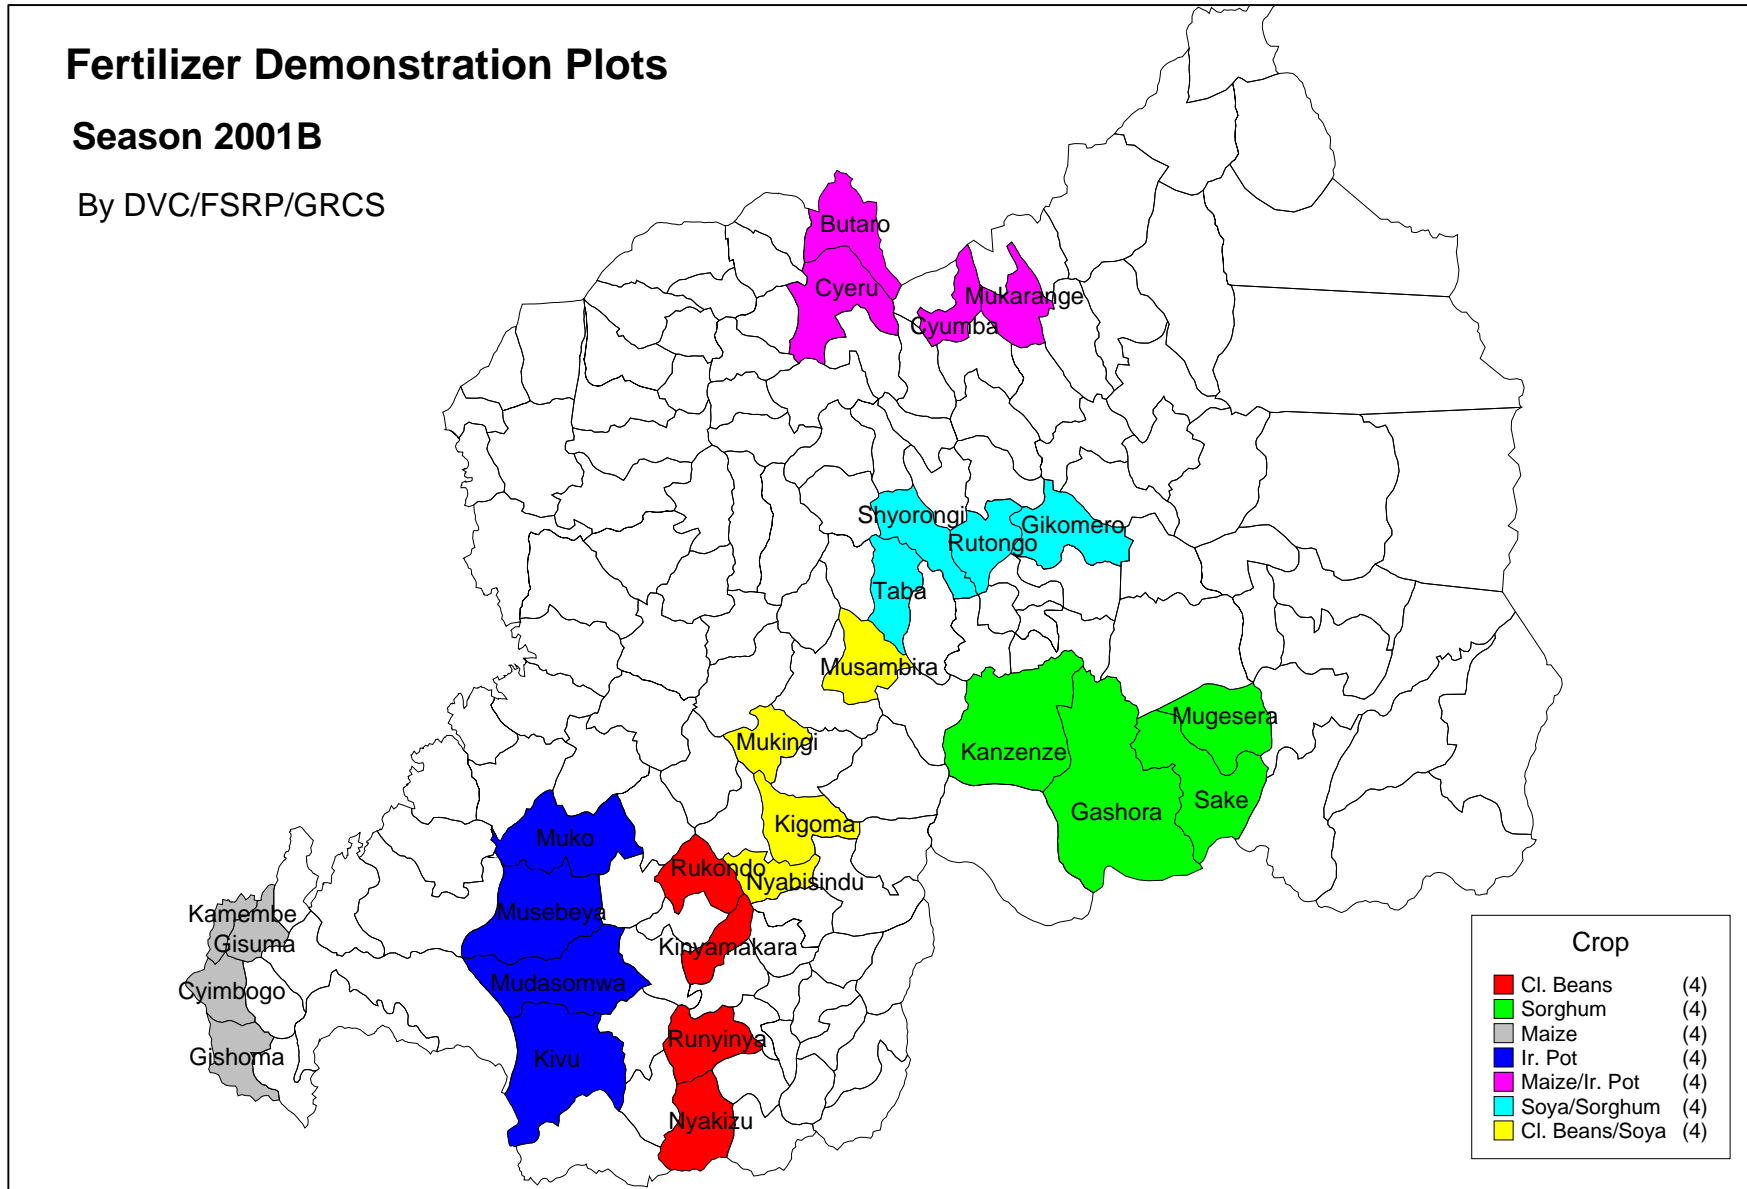 Fertilizer Demonstration Plots
Season 2001B
By DVC/FSRP/GRCS
Butaro
Cyeru
Mukarange
Cyumba
Shyorongi
Gikomero
Rutongo
Taba
Musambira
Mugesera
Mukingi
Kanzenze
Sake
Gashora
Kigoma
Muko
Rukondo
Nyabisindu
Musebeya
Kamembe
Gisuma
Kinyamakara
Mudasomwa
Cyimbogo
Runyinya
Gishoma
Kivu
Nyakizu
Crop
Cl. Beans (4)
Sorghum (4)
Maize (4)
Ir. Pot (4)
Maize/Ir. Pot (4)
Soya/Sorghum (4)
Cl. Beans/Soya (4)